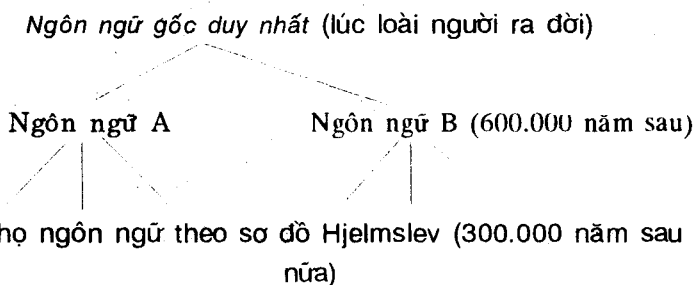 Ngôn ngữ gốc duy nhất (lúc loài người ra đời)
Ngôn ngữ A Ngôn ngữ B (600.000 năm sau)
họ ngôn ngữ theo sơ đồ Hjelmslev (300.000 năm sau
nữa)